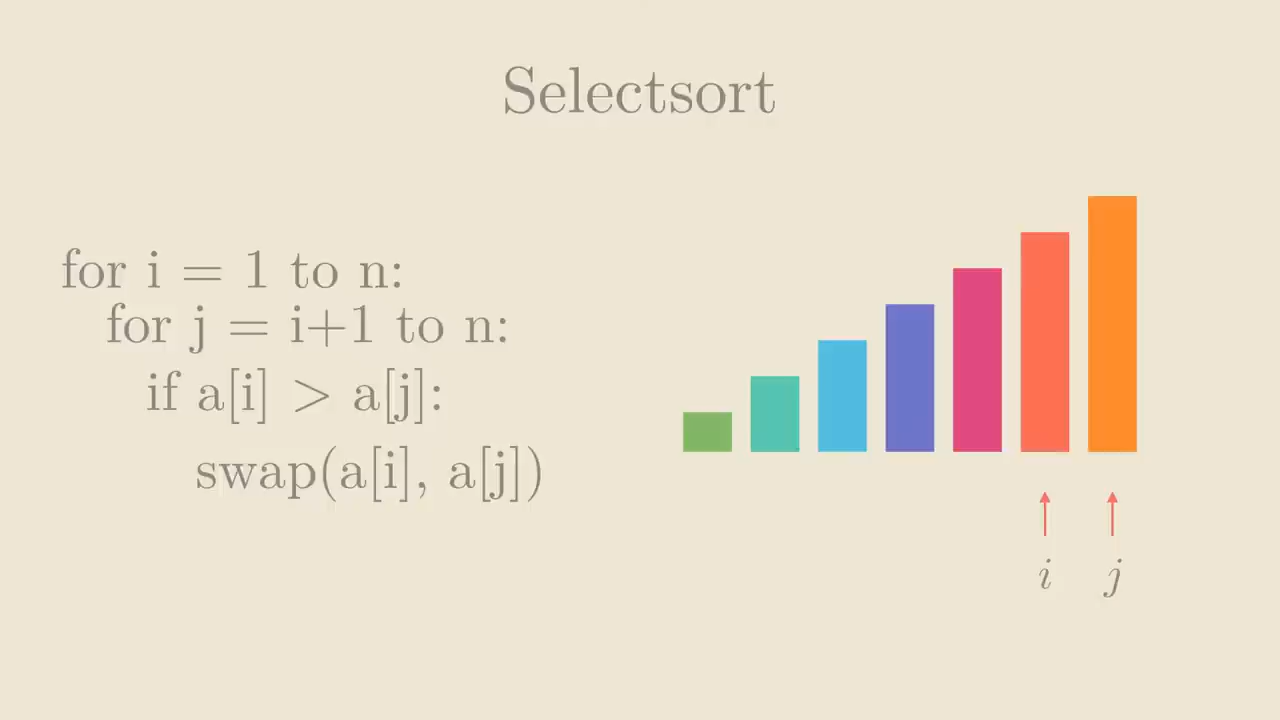 Selectsort
for i = 1 to n:
for j = i+1 to n:
if a[i] > a[j]:
swap(a[i], a[j])
i j